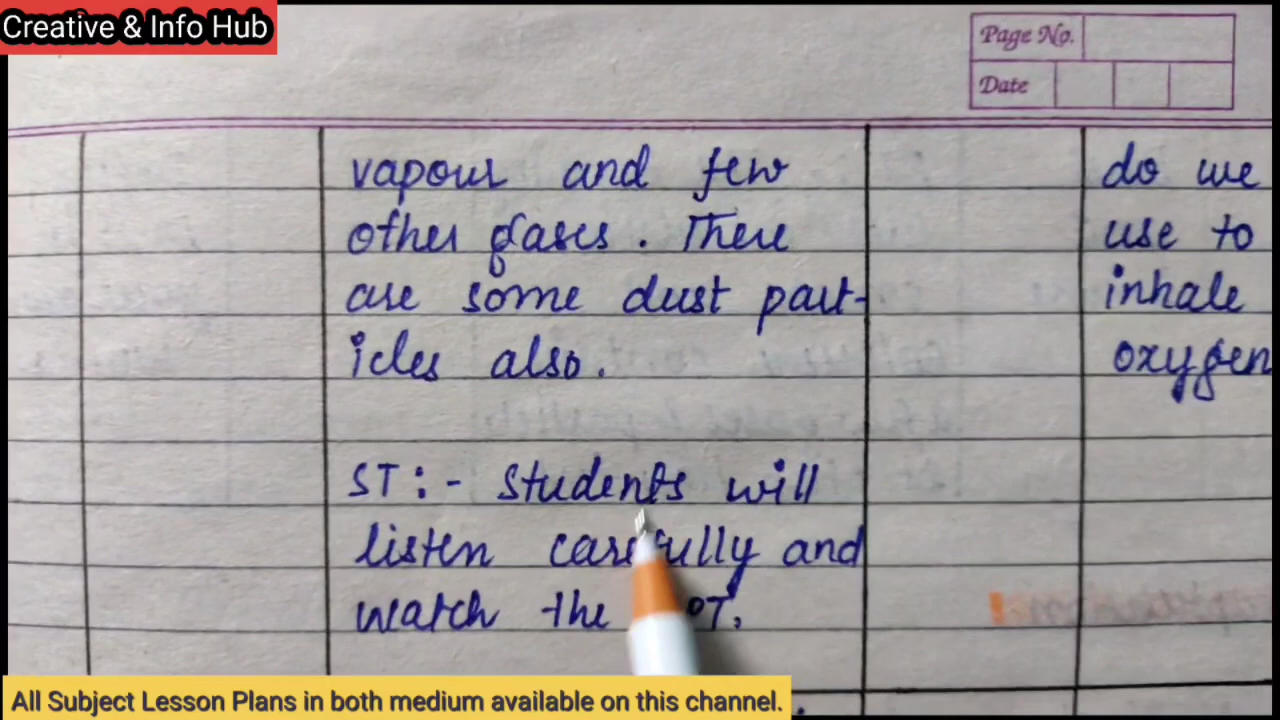 Creative & Info Hub
Page No.
Date
vapour and few
other gases. There
are some dust part-
icles also.
ST:- Students will
listen carefully and
watch the
do we
use to
inhale
oxygen
All Subject Lesson Plans in both medium available on this channel.